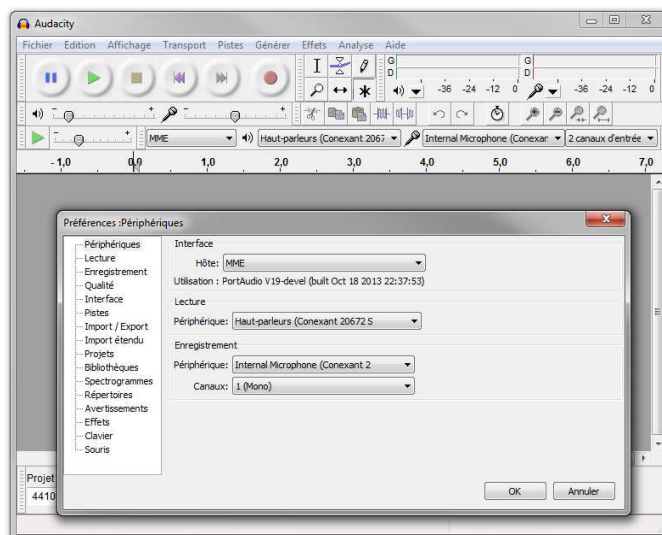 Audacity
Fichier Edition Affichage Transport Pistes Générer Effets Analyse Aide
G
D
-36 -24 -12 0
G
D
-36 -24 -12 0
- + - +
- + MME Haut-parleurs (Conexant 2067 Internal Microphone (Conexar 2 canaux d'entrée
- 1,0 0,0 1,0 2,0 3,0 4,0 5,0 6,0 7,0
Préférences :Périphériques
Périphériques
Lecture
Enregistrement
Qualité
Interface
Pistes
Import / Export
Import étendu
Projets
Bibliothèques
Spectrogrammes
Répertoires
Avertissements
Effets
Clavier
Souris
Interface
Hôte: MME
Utilisation : PortAudio V19-devel (built Oct 18 2013 22:37:53)
Lecture
Périphérique: Haut-parleurs (Conexant 20672 S
Enregistrement
Périphérique: Internal Microphone (Conexant 2
Canaux: 1 (Mono)
OK Annuler
Projet
4410